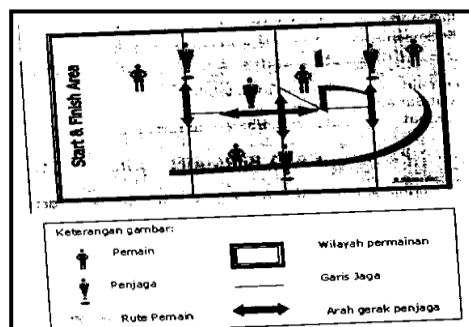 Start & Finish Area
Keterangan gambar:
Pemain
Penjaga
Rute Pemain
Wilayah permainan
Garis Jaga
Arah gerak penjaga